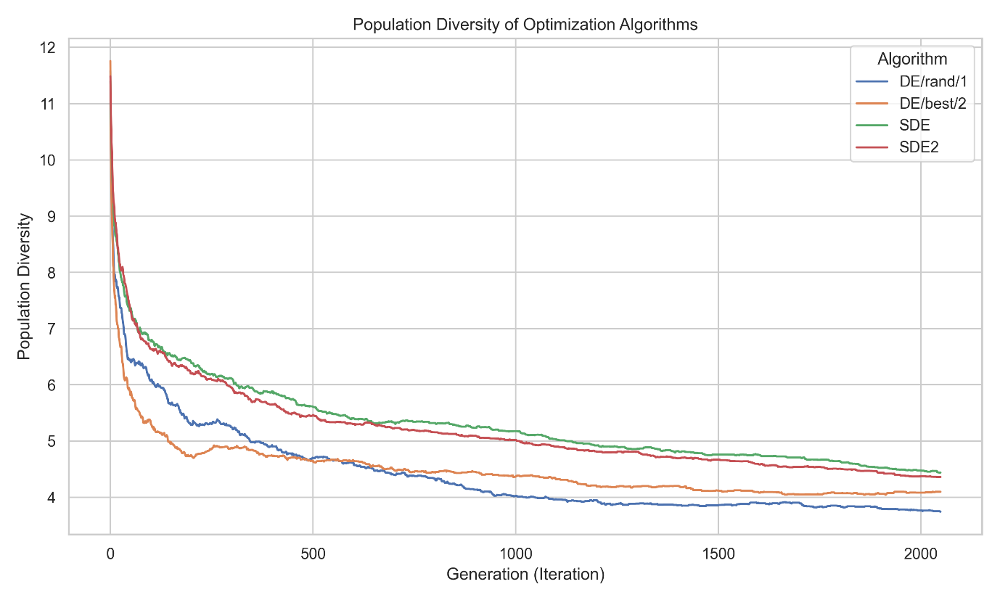 Population Diversity of Optimization Algorithms
12
11
10
9
8
7
6
5
4
Population Diversity
Algorithm
DE/rand/1
DE/best/2
SDE
SDE2
0
500
1000
1500
2000
Generation (Iteration)